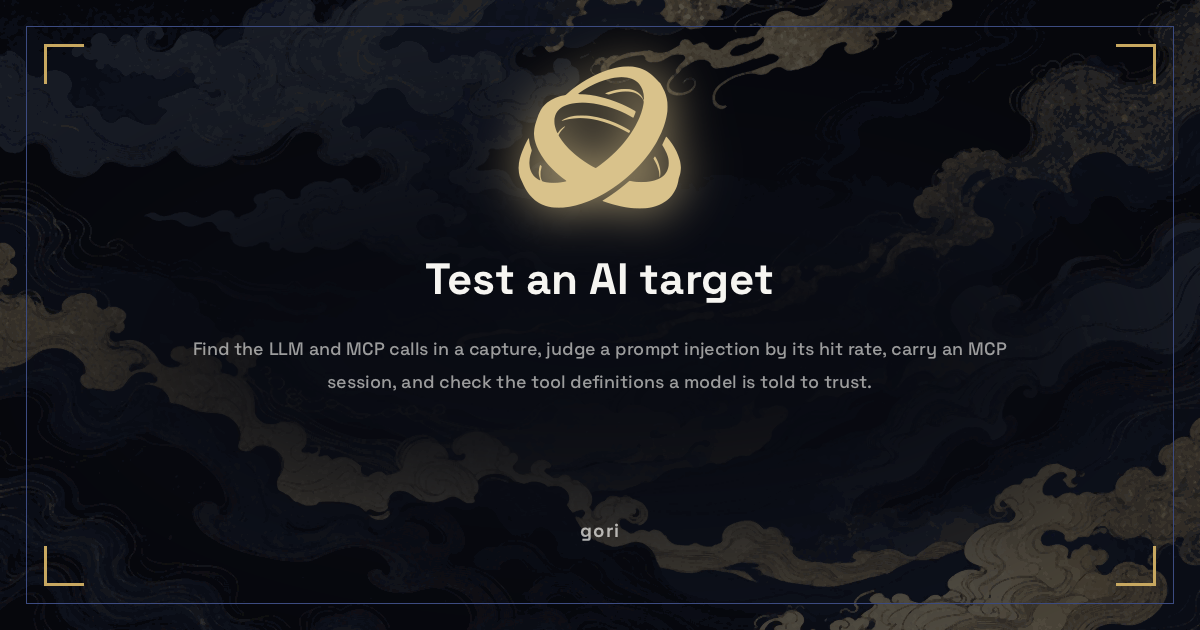 Test an AI target
Find the LLM and MCP calls in a capture, judge a prompt injection by its hit rate, carry an MCP
session, and check the tool definitions a model is told to trust.
gori